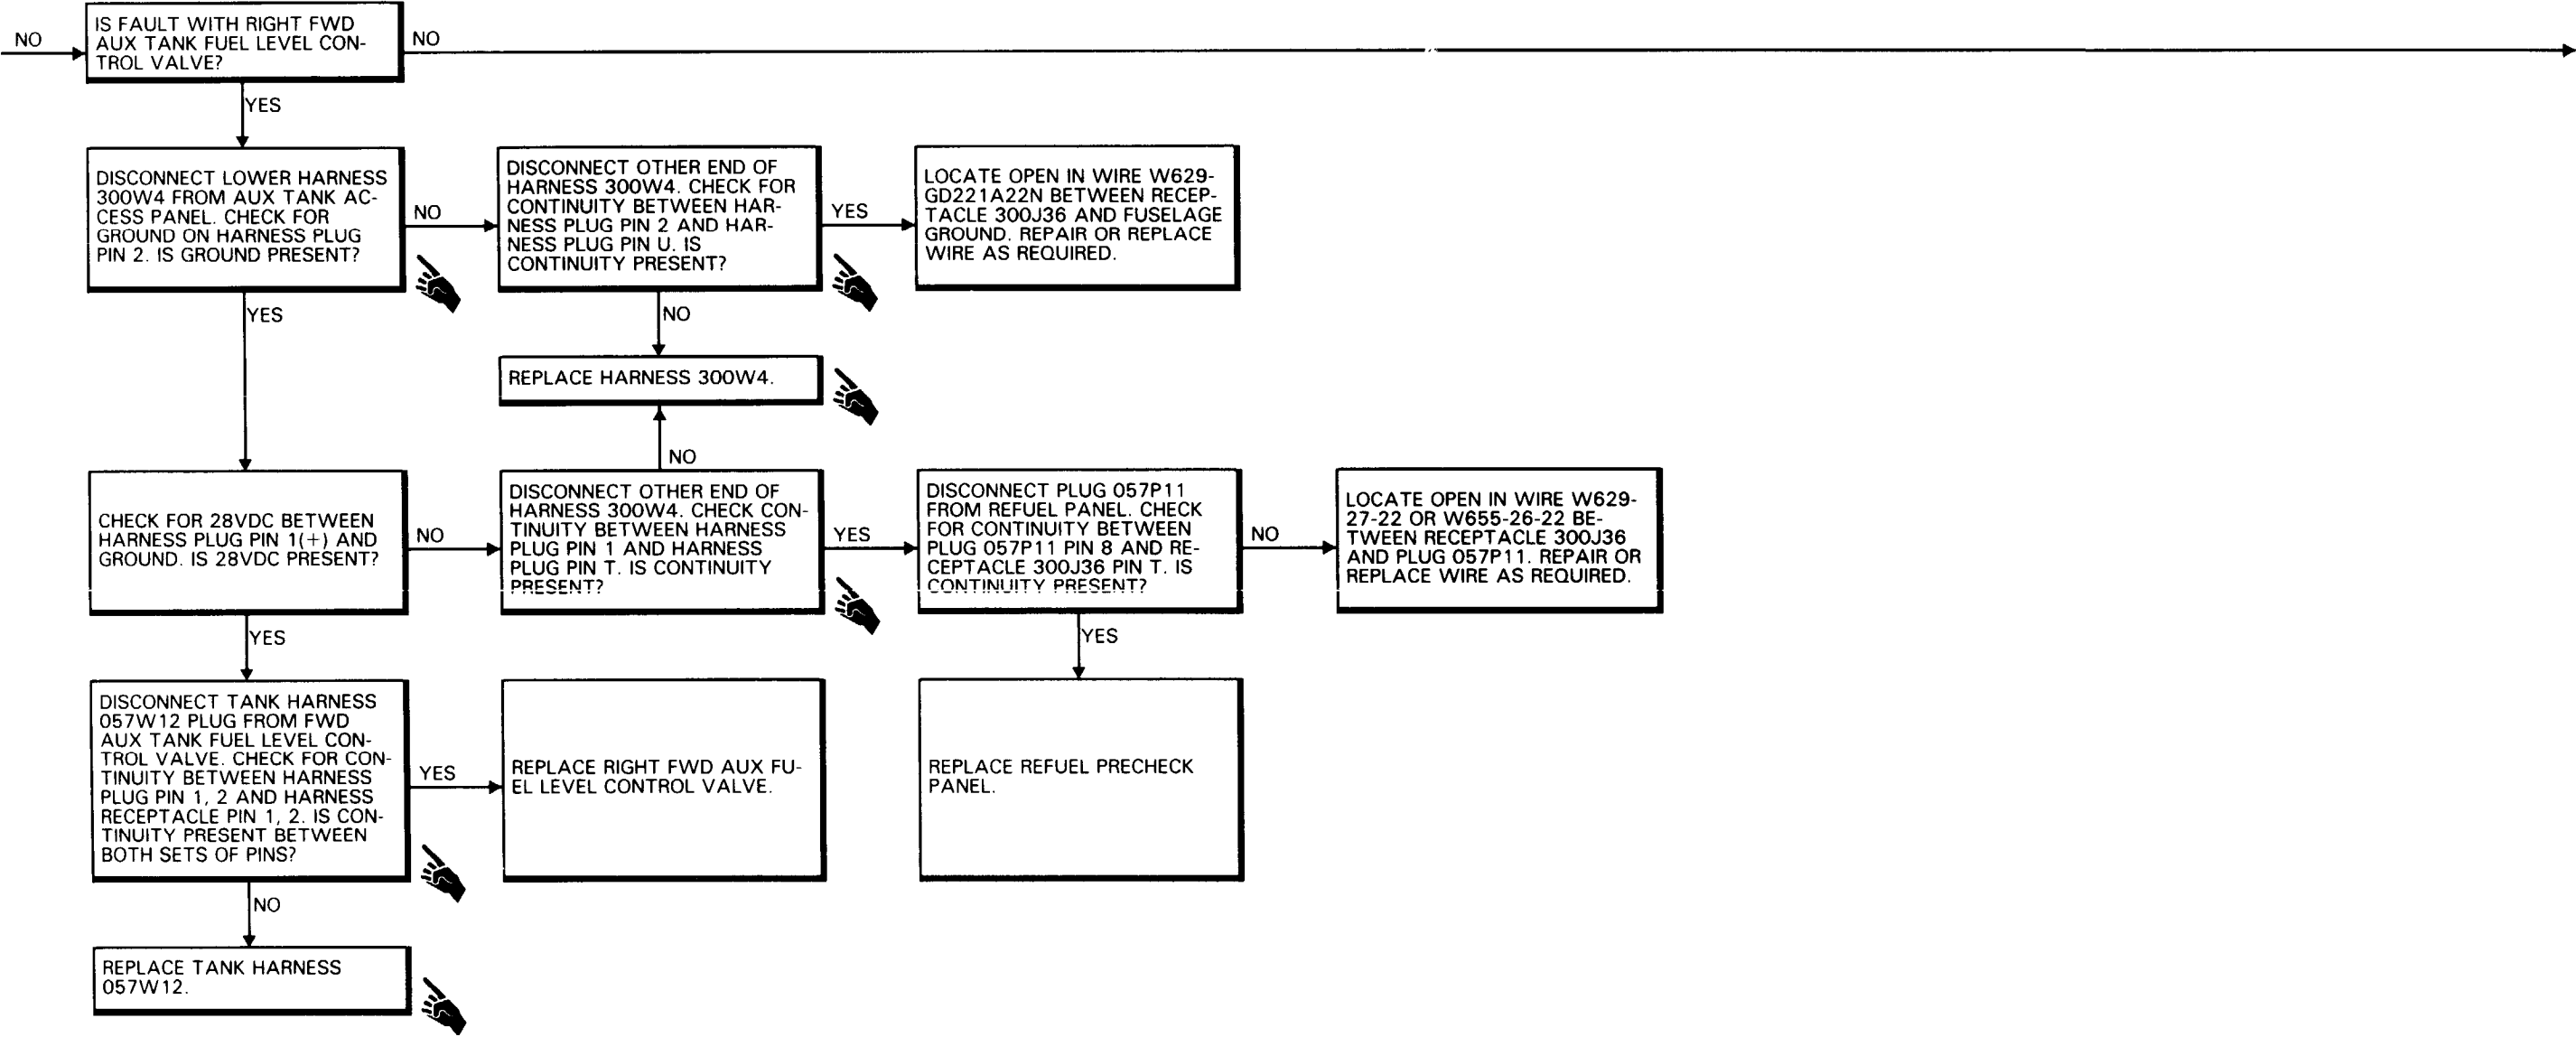 NO
IS FAULT WITH RIGHT FWD
AUX TANK FUEL LEVEL CON-
TROL VALVE?
NO
YES
DISCONNECT LOWER HARNESS
300W4 FROM AUX TANK AC-
CESS PANEL. CHECK FOR
GROUND ON HARNESS PLUG
PIN 2. IS GROUND PRESENT?
NO
DISCONNECT OTHER END OF
HARNESS 300W4. CHECK FOR
CONTINUITY BETWEEN HAR-
NESS PLUG PIN 2 AND HAR-
NESS PLUG PIN U. IS
CONTINUITY PRESENT?
YES
LOCATE OPEN IN WIRE W629-
GD221A22N BETWEEN RECEP-
TACLE 300J36 AND FUSELAGE
GROUND. REPAIR OR REPLACE
WIRE AS REQUIRED.
YES
NO
REPLACE HARNESS 300W4.
NO
CHECK FOR 28VDC BETWEEN
HARNESS PLUG PIN 1(+) AND
GROUND. IS 28VDC PRESENT?
NO
DISCONNECT OTHER END OF
HARNESS 300W4. CHECK CON-
TINUITY BETWEEN HARNESS
PLUG PIN 1 AND HARNESS
PLUG PIN T. IS CONTINUITY
PRESENT?
YES
DISCONNECT PLUG 057P11
FROM REFUEL PANEL. CHECK
FOR CONTINUITY BETWEEN
PLUG 057P11 PIN 8 AND RE-
CEPTACLE 300J36 PIN T. IS
CONTINUITY PRESENT?
NO
LOCATE OPEN IN WIRE W629-
27-22 OR W655-26-22 BE-
TWEEN RECEPTACLE 300J36
AND PLUG 057P11. REPAIR OR
REPLACE WIRE AS REQUIRED.
YES
YES
DISCONNECT TANK HARNESS
057W12 PLUG FROM FWD
AUX TANK FUEL LEVEL CON-
TROL VALVE. CHECK FOR CON-
TINUITY BETWEEN HARNESS
PLUG PIN 1, 2 AND HARNESS
RECEPTACLE PIN 1, 2. IS CON-
TINUITY PRESENT BETWEEN
BOTH SETS OF PINS?
YES
REPLACE RIGHT FWD AUX FU-
EL LEVEL CONTROL VALVE.
REPLACE REFUEL PRECHECK
PANEL.
NO
REPLACE TANK HARNESS
057W12.